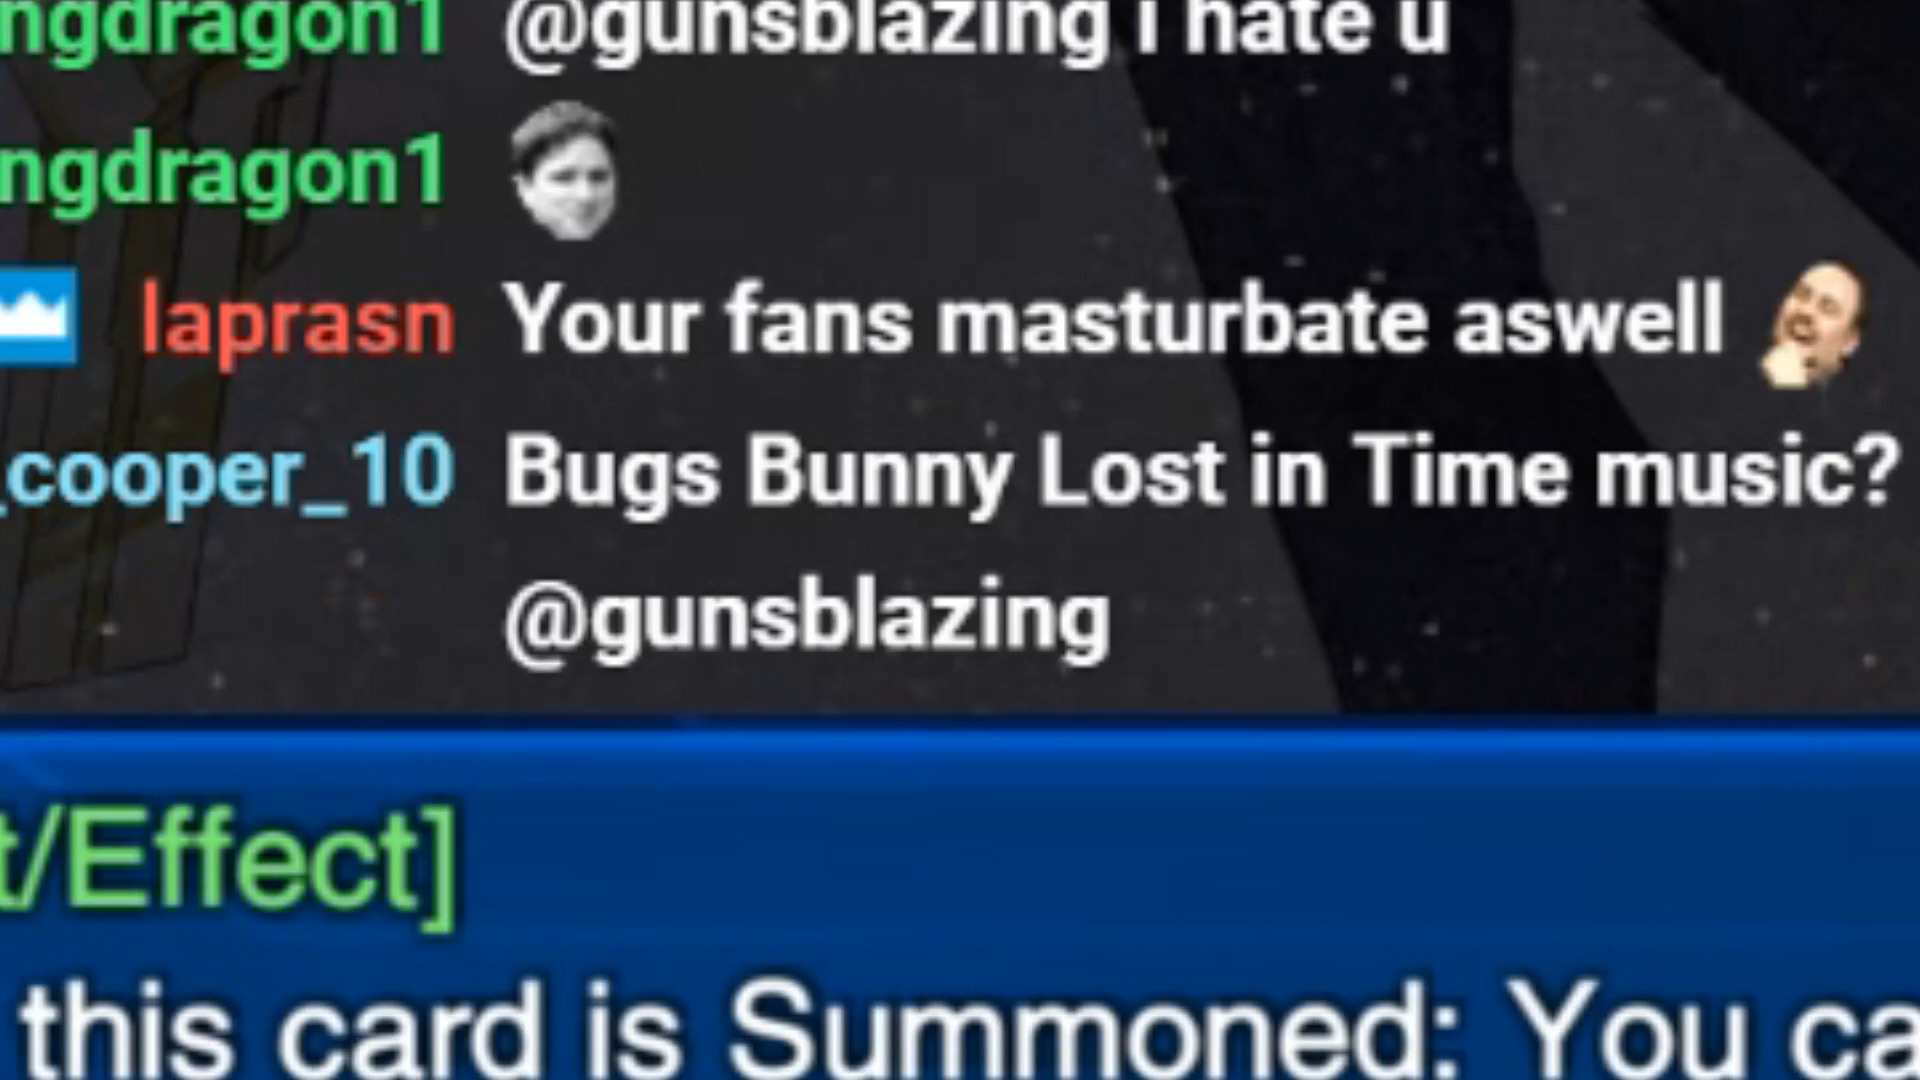 ngdragon1 @gunsblazing i hate u
ngdragon1
laprasn Your fans masturbate aswell
_cooper_10 Bugs Bunny Lost in Time music?
@gunsblazing
t/Effect]
this card is Summoned: You ca